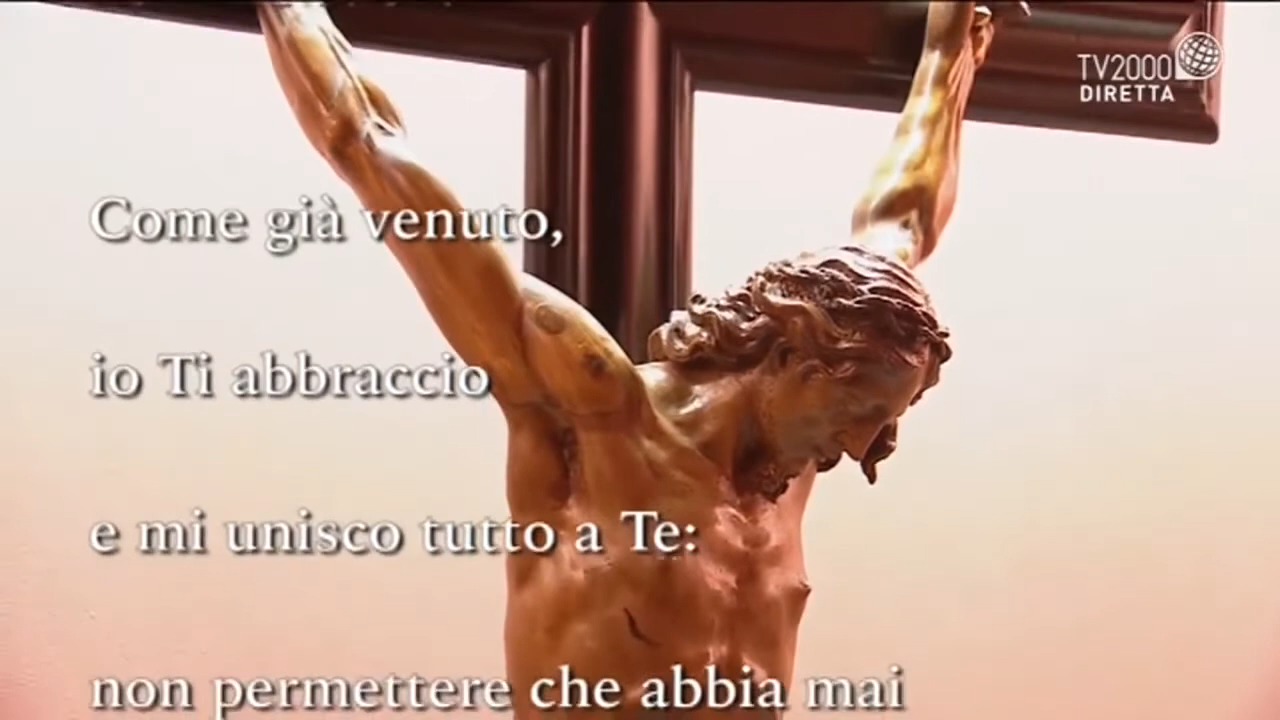 TV2000
DIRETTA
Come già venuto,
io Ti abbraccio
e mi unisco tutto a Te:
non permettere che abbia mai